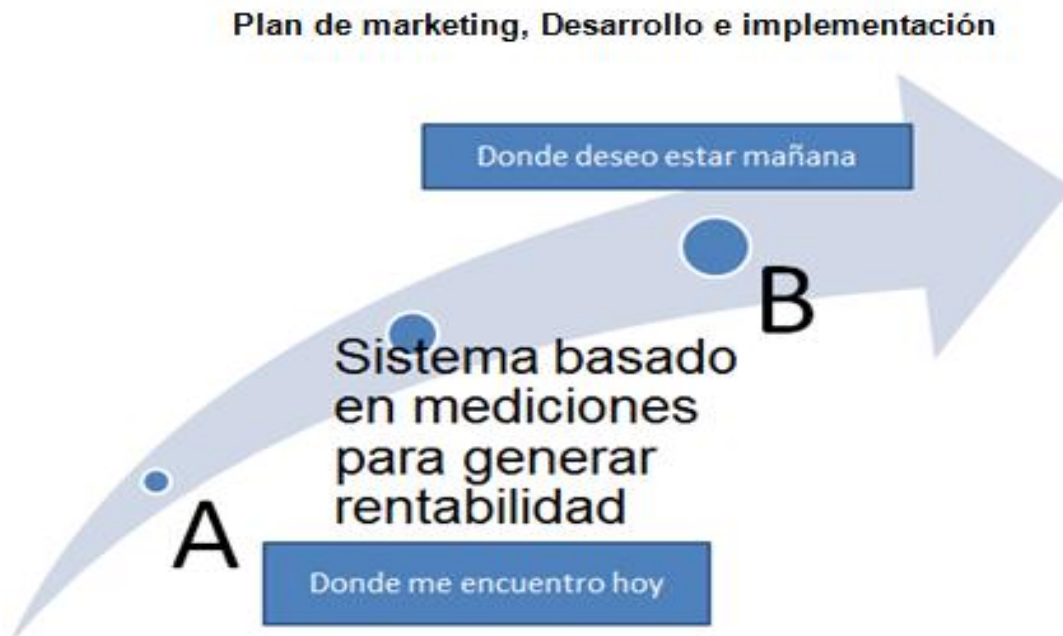 Plan de marketing, Desarrollo e implementación
Donde deseo estar mañana
B
Sistema basado
en mediciones
para generar
rentabilidad
A
Donde me encuentro hoy